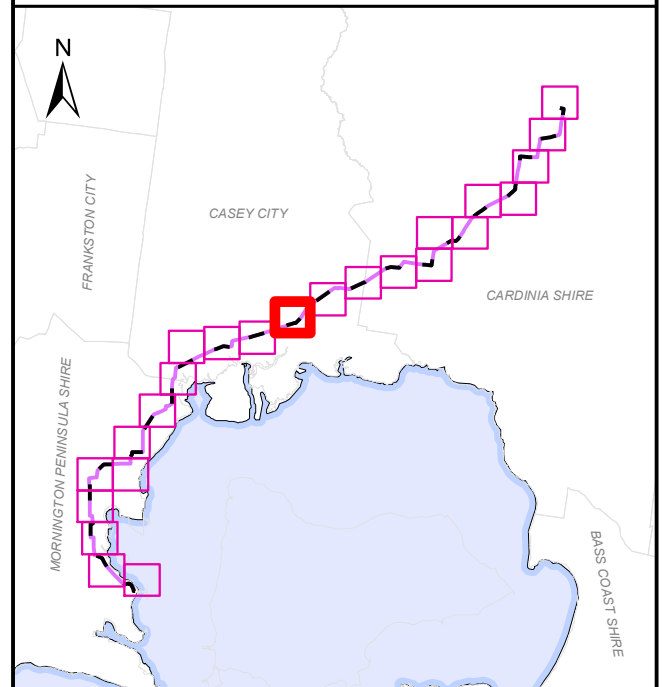 N
FRANKSTON CITY
CASEY CITY
CARDINIA SHIRE
MORNINGTON PENINSULA SHIRE
BASS COAST SHIRE